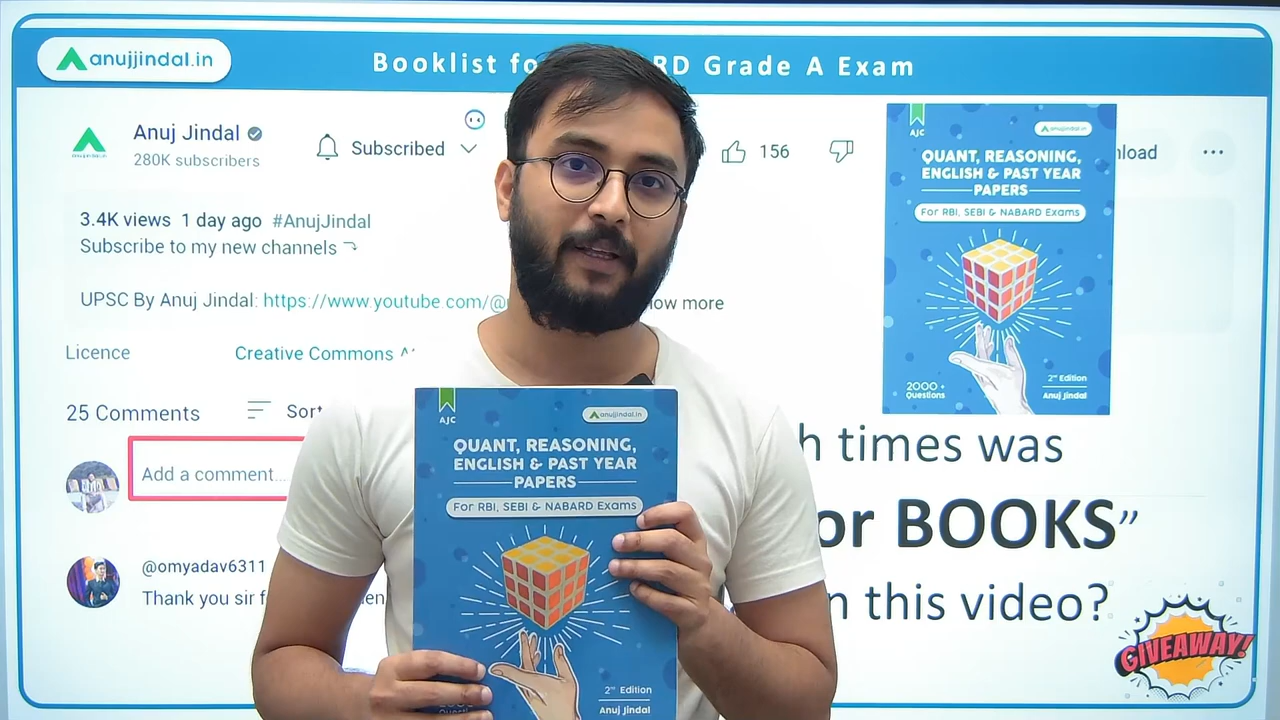 anujjindal.in
Booklist fo RD Grade A Exam
Anuj Jindal
280K subscribers
Subscribed
156
nload
3.4K views 1 day ago #AnujJindal
Subscribe to my new channels
UPSC By Anuj Jindal: https://www.youtube.com/@
ow more
Licence
Creative Commons
25 Comments
Sort
Add a comment...
@omyadav6311
Thank you sir f
AJC
anujjindal.in
QUANT, REASONING,
ENGLISH & PAST YEAR
PAPERS
For RBI, SEBI & NABARD Exams
2000+
Questions
2nd Edition
Anuj Jindal
h times was
or BOOKS”
n this video?
GIVEAWAY!
AJC
anujjindal.in
QUANT, REASONING,
ENGLISH & PAST YEAR
PAPERS
For RBI, SEBI & NABARD Exams
2nd Edition
Anuj Jindal